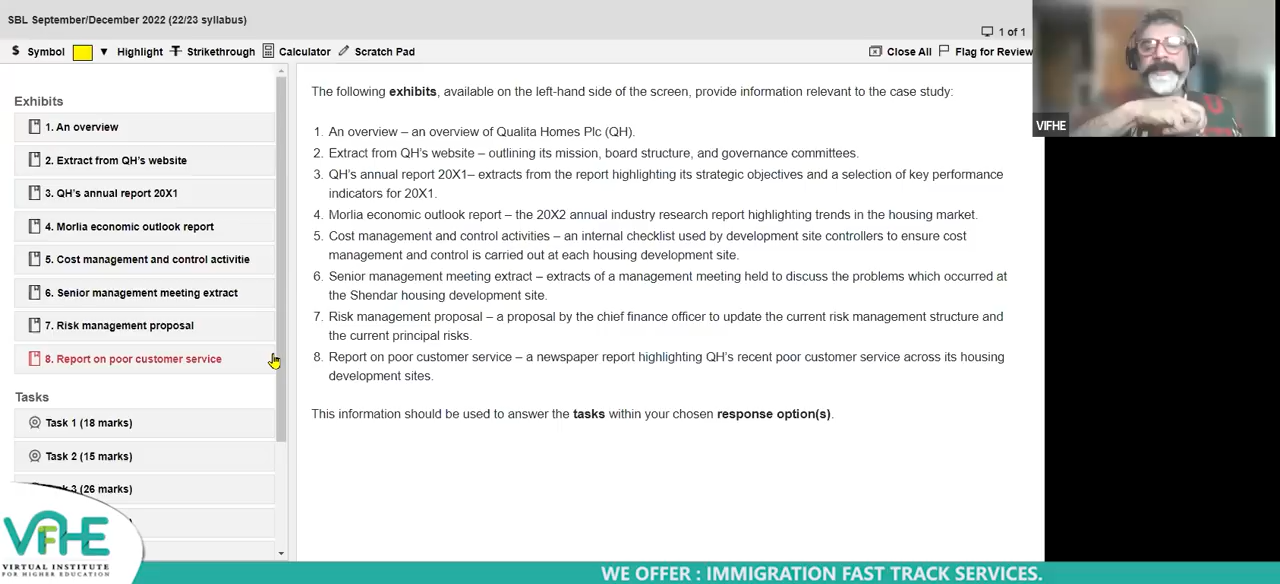 SBL September/December 2022 (22/23 syllabus)
1 of 1
$ Symbol Highlight Strikethrough Calculator Scratch Pad
Close All Flag for Review
VIFHE
Exhibits
1. An overview
2. Extract from QH's website
3. QH's annual report 20X1
4. Morlia economic outlook report
5. Cost management and control activitie
6. Senior management meeting extract
7. Risk management proposal
8. Report on poor customer service
Tasks
Task 1 (18 marks)
Task 2 (15 marks)
3 (26 marks)
The following exhibits, available on the left-hand side of the screen, provide information relevant to the case study:
1. An overview – an overview of Qualita Homes Plc (QH).
2. Extract from QH's website – outlining its mission, board structure, and governance committees.
3. QH's annual report 20X1– extracts from the report highlighting its strategic objectives and a selection of key performance
indicators for 20X1.
4. Morlia economic outlook report – the 20X2 annual industry research report highlighting trends in the housing market.
5. Cost management and control activities – an internal checklist used by development site controllers to ensure cost
management and control is carried out at each housing development site.
6. Senior management meeting extract – extracts of a management meeting held to discuss the problems which occurred at
the Shendar housing development site.
7. Risk management proposal – a proposal by the chief finance officer to update the current risk management structure and
the current principal risks.
8. Report on poor customer service – a newspaper report highlighting QH's recent poor customer service across its housing
development sites.
This information should be used to answer the tasks within your chosen response option(s).
VIFHE
VIRTUAL INSTITUTE
FOR HIGHER EDUCATION
WE OFFER : IMMIGRATION FAST TRACK SERVICES.